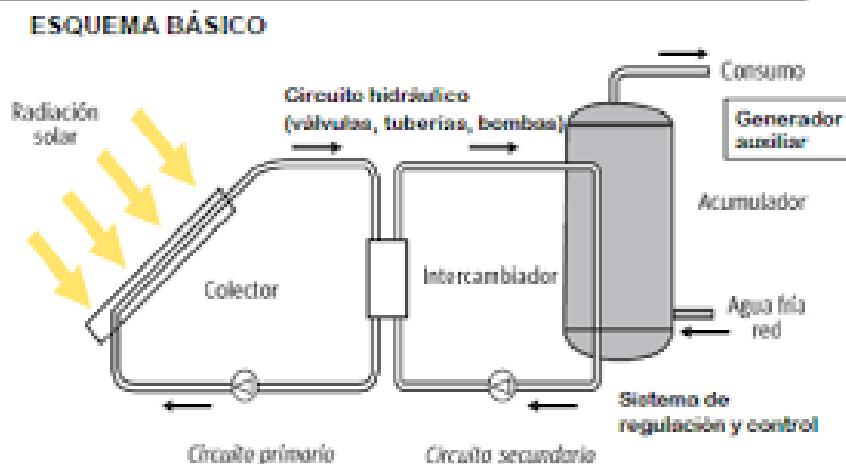 ESQUEMA BÁSICO
Radiación
solar
Circuito hidráulico
(válvulas, tuberías, bombas)
Consumo
Generador
auxiliar
Acumulador
Colector
Intercambiador
Agua fría
red
Sistema de
regulación y control
Circuito primario
Circuito secundario